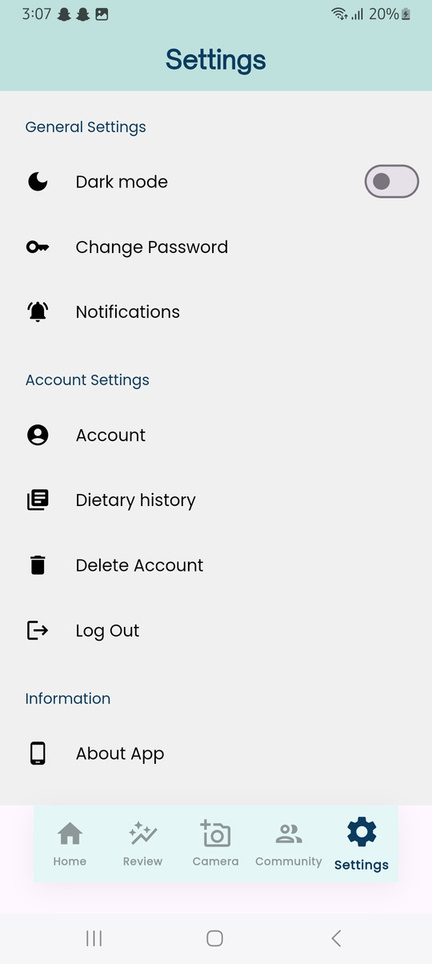 3:07 20%
Settings
General Settings
Dark mode
Change Password
Notifications
Account Settings
Account
Dietary history
Delete Account
Log Out
Information
About App
Home Review Camera Community Settings